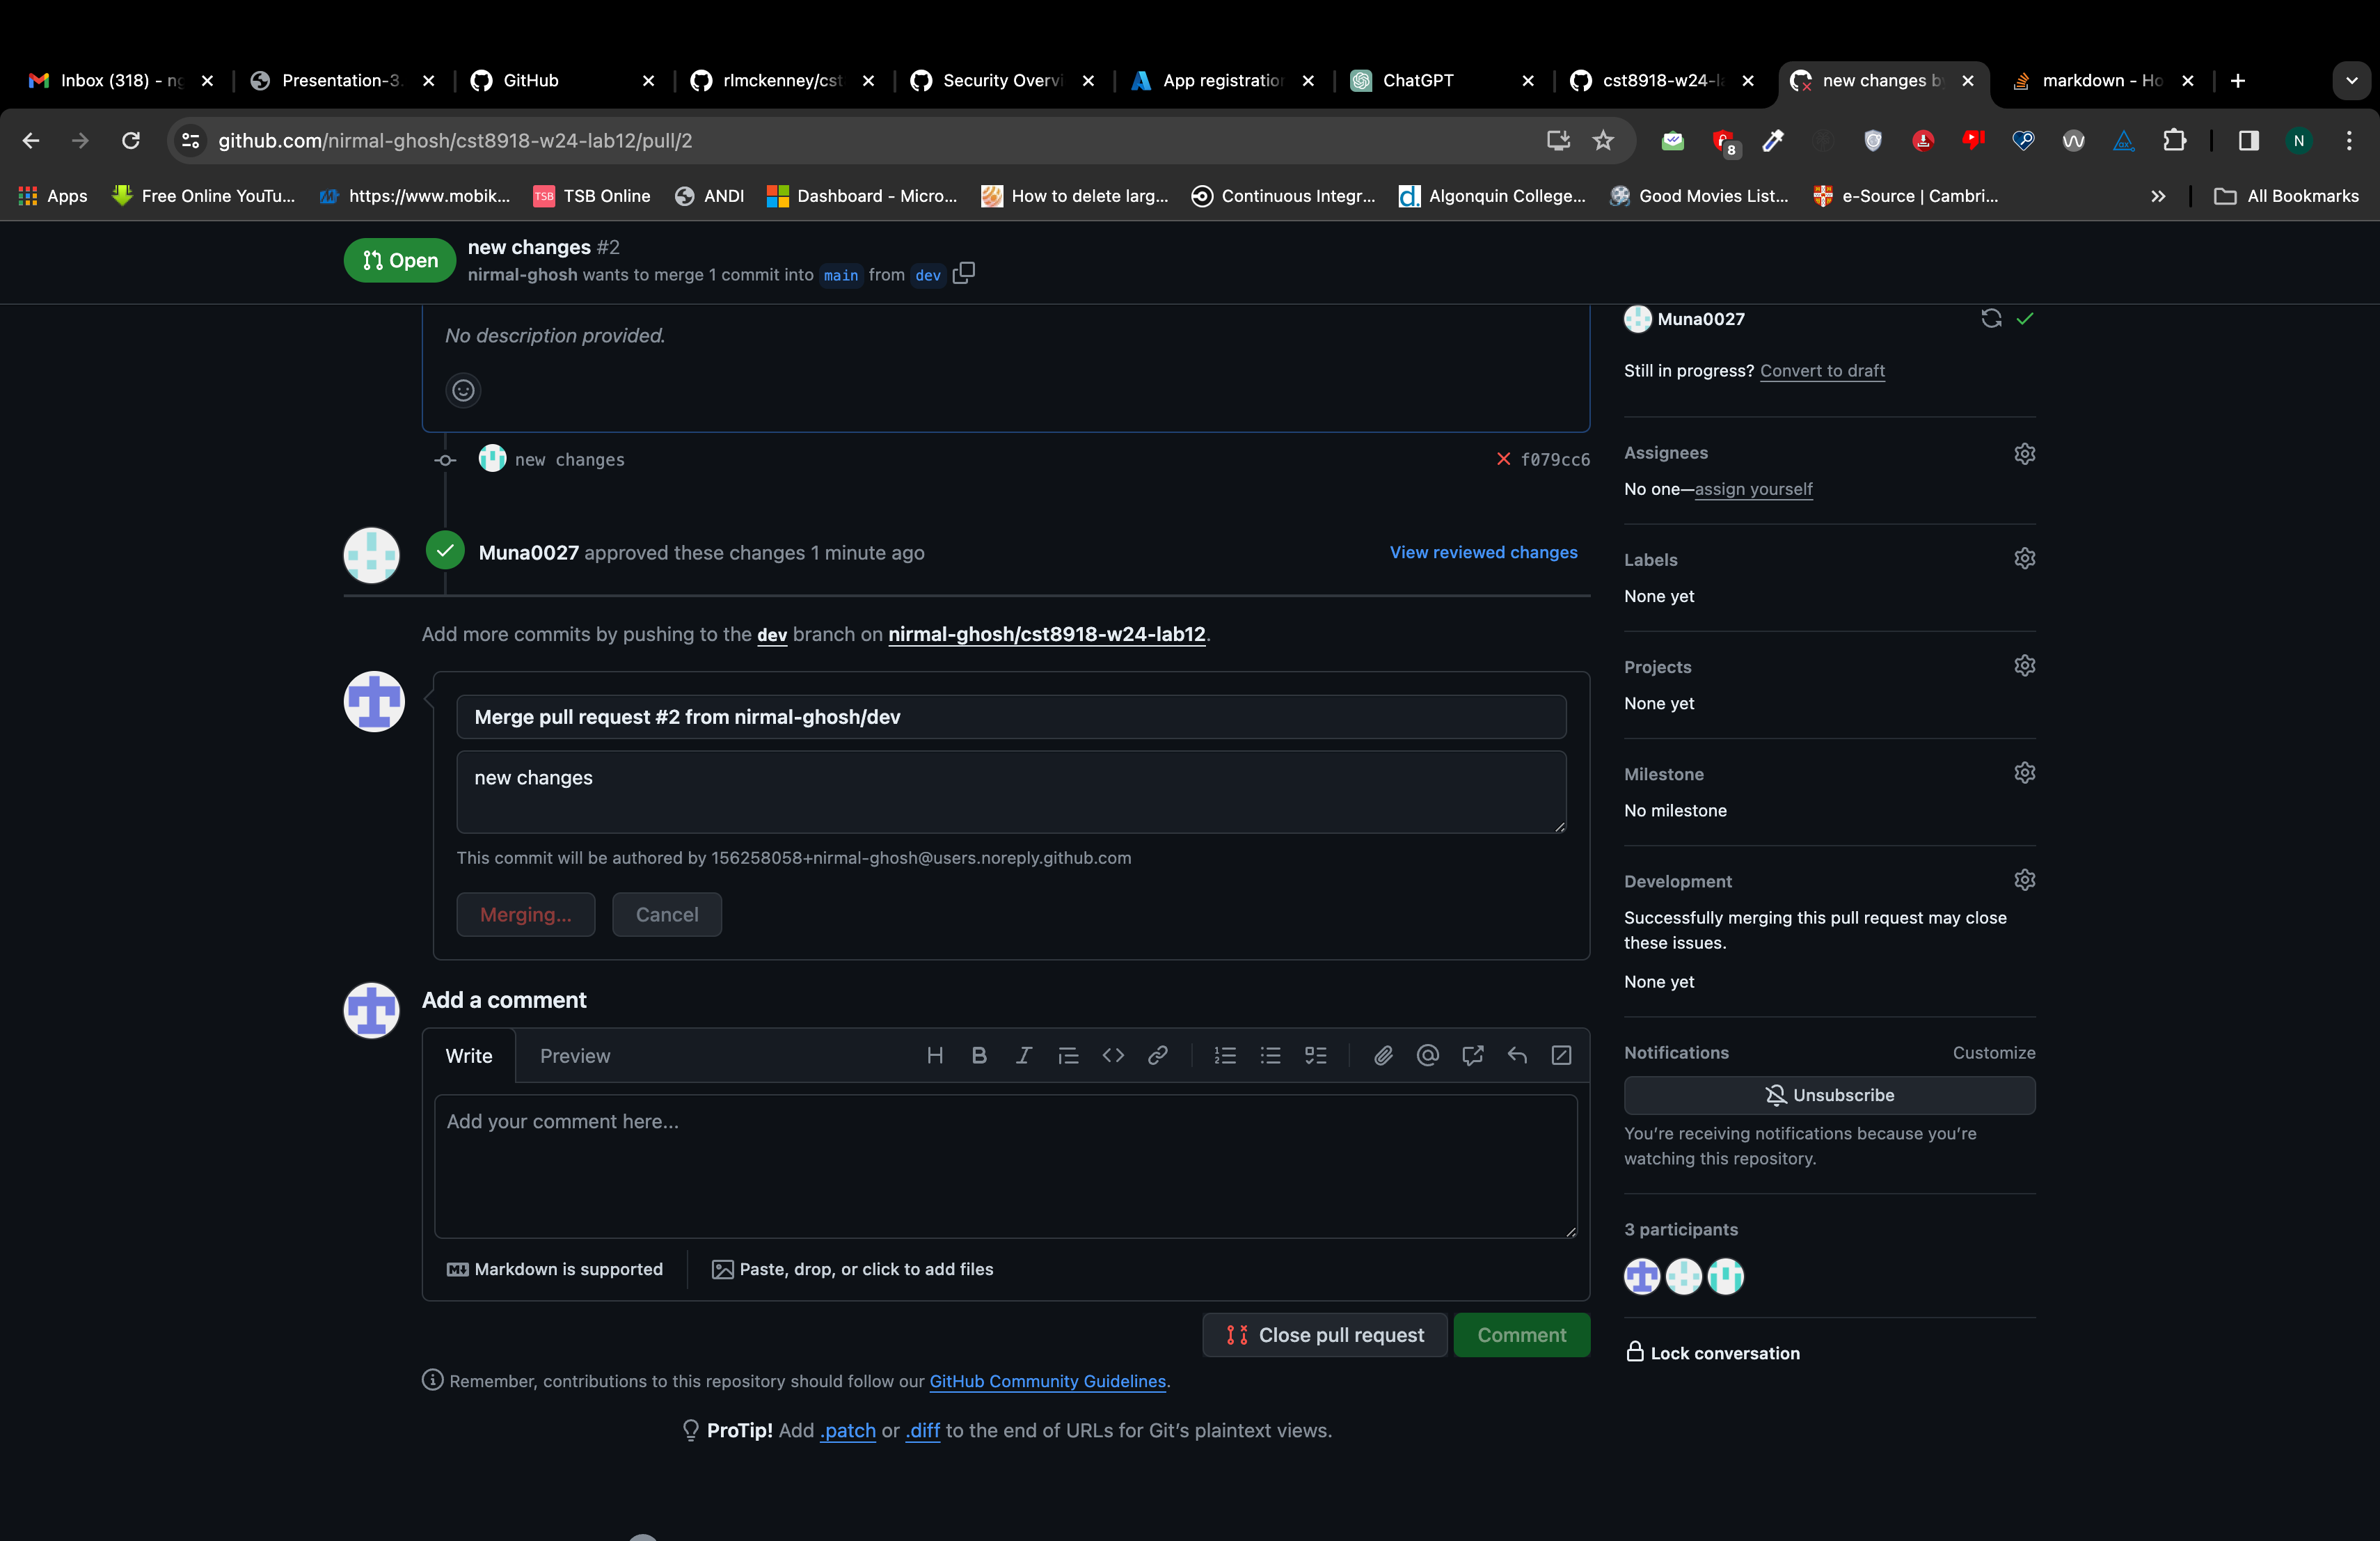 Inbox (318) - ng
Presentation-3.
GitHub
rlmckenney/cst
Security Overvi
App registration
ChatGPT
cst8918-w24-la
new changes by
markdown - Ho
github.com/nirmal-ghosh/cst8918-w24-lab12/pull/2
8
N
Apps
Free Online YouTu...
https://www.mobik...
TSB
TSB Online
ANDI
Dashboard - Micro...
How to delete larg...
Continuous Integr...
Algonquin College...
Good Movies List...
e-Source | Cambri...
All Bookmarks
Open
new changes #2
nirmal-ghosh wants to merge 1 commit into main from dev
No description provided.
new changes
f079cc6
Muna0027 approved these changes 1 minute ago
View reviewed changes
Add more commits by pushing to the dev branch on nirmal-ghosh/cst8918-w24-lab12.
Merge pull request #2 from nirmal-ghosh/dev
new changes
This commit will be authored by 156258058+nirmal-ghosh@users.noreply.github.com
Merging...
Cancel
Add a comment
Write
Preview
Add your comment here...
Markdown is supported
Paste, drop, or click to add files
Close pull request
Comment
Remember, contributions to this repository should follow our GitHub Community Guidelines.
ProTip! Add .patch or .diff to the end of URLs for Git's plaintext views.
Muna0027
Still in progress? Convert to draft
Assignees
No one—assign yourself
Labels
None yet
Projects
None yet
Milestone
No milestone
Development
Successfully merging this pull request may close
these issues.
None yet
Notifications
Customize
Unsubscribe
You're receiving notifications because you're
watching this repository.
3 participants
Lock conversation